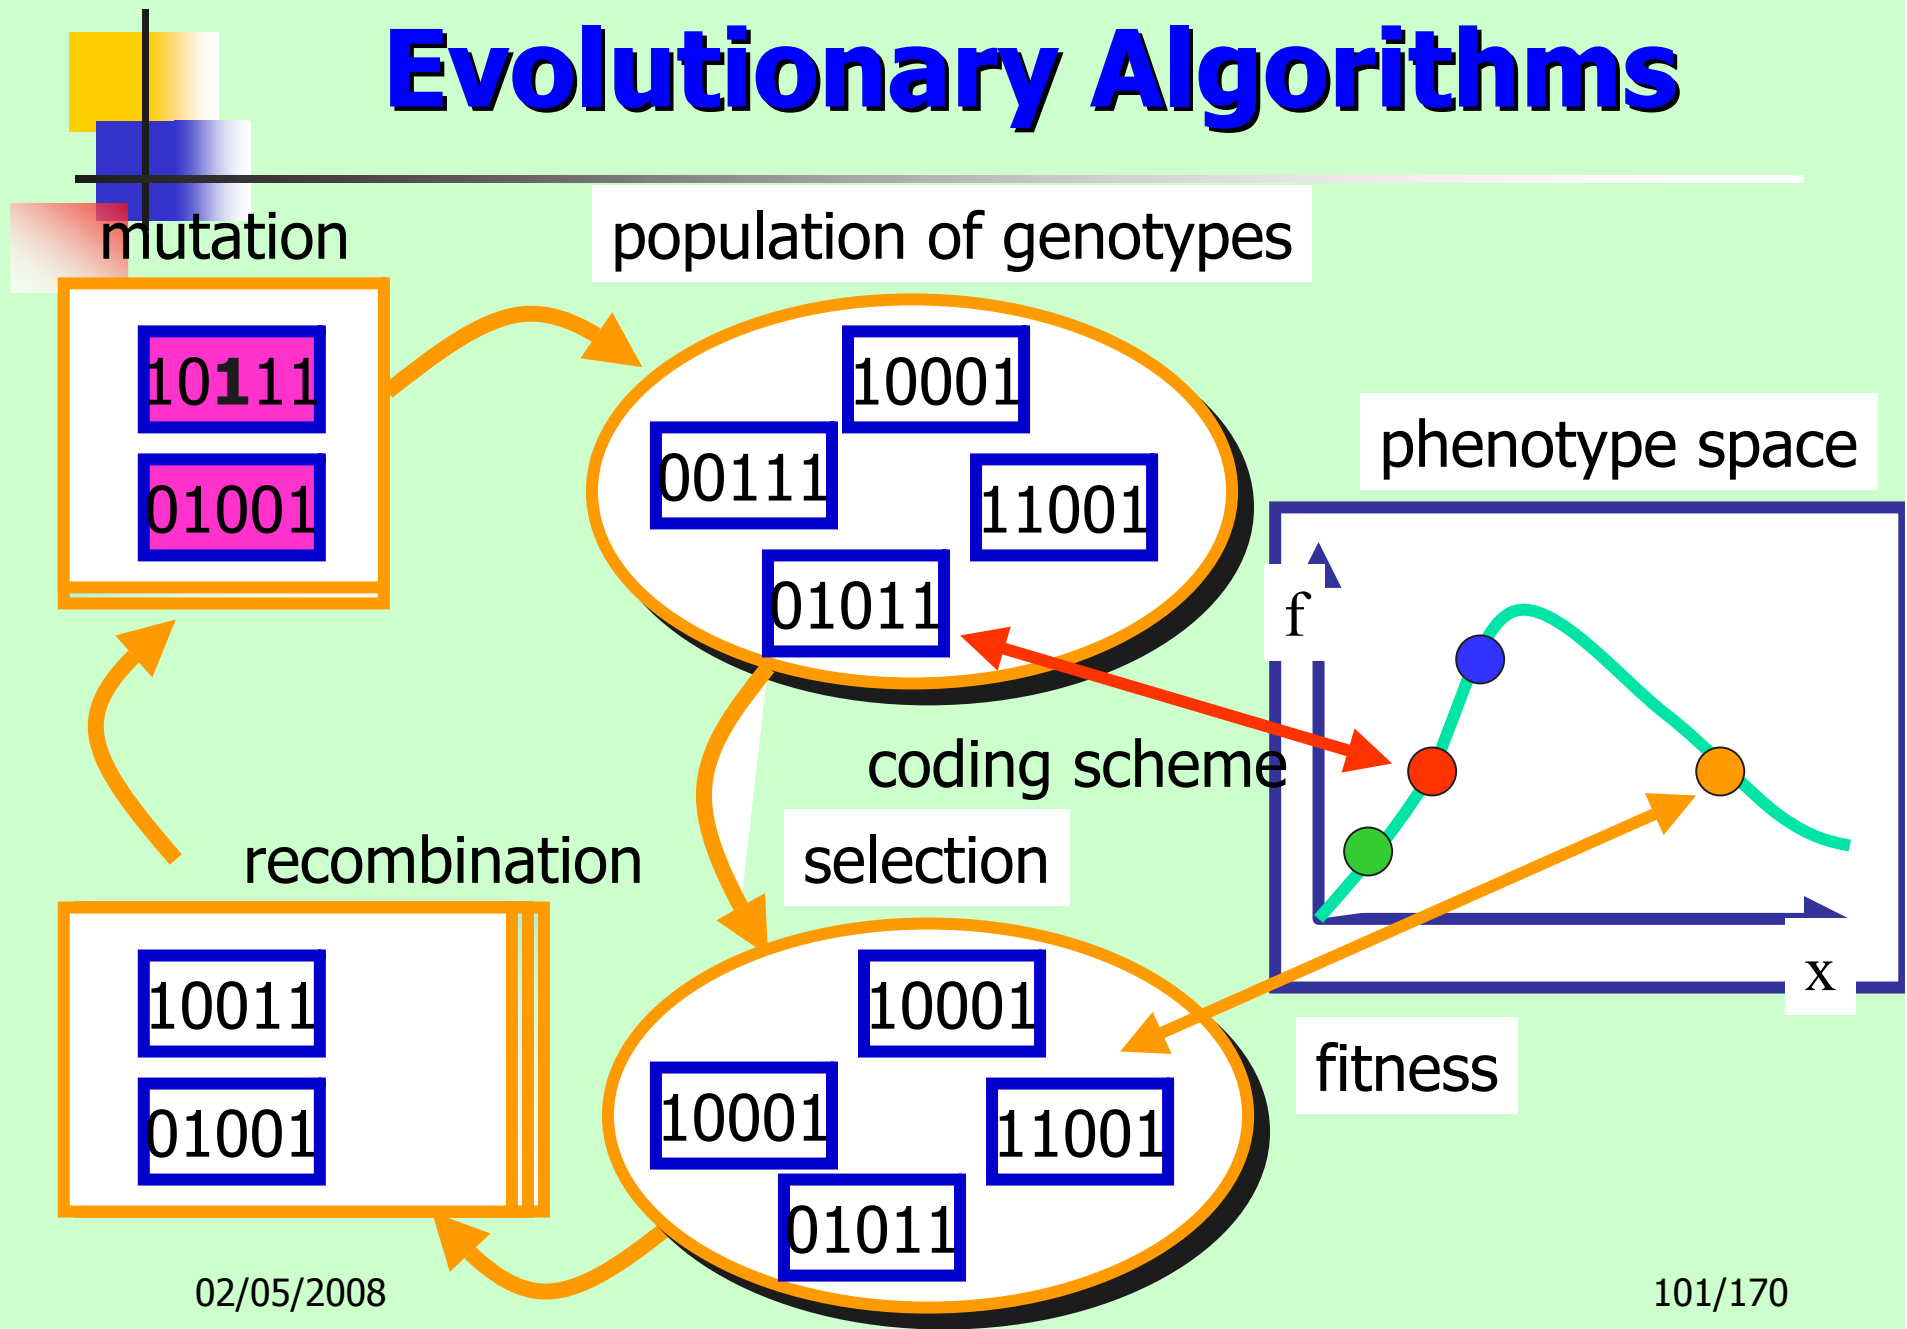 Evolutionary Algorithms
mutation
population of genotypes
10111
01001
10001
00111
11001
01011
phenotype space
f
x
coding scheme
recombination
selection
10011
01001
10001
10001
11001
01011
fitness
02/05/2008
101/170